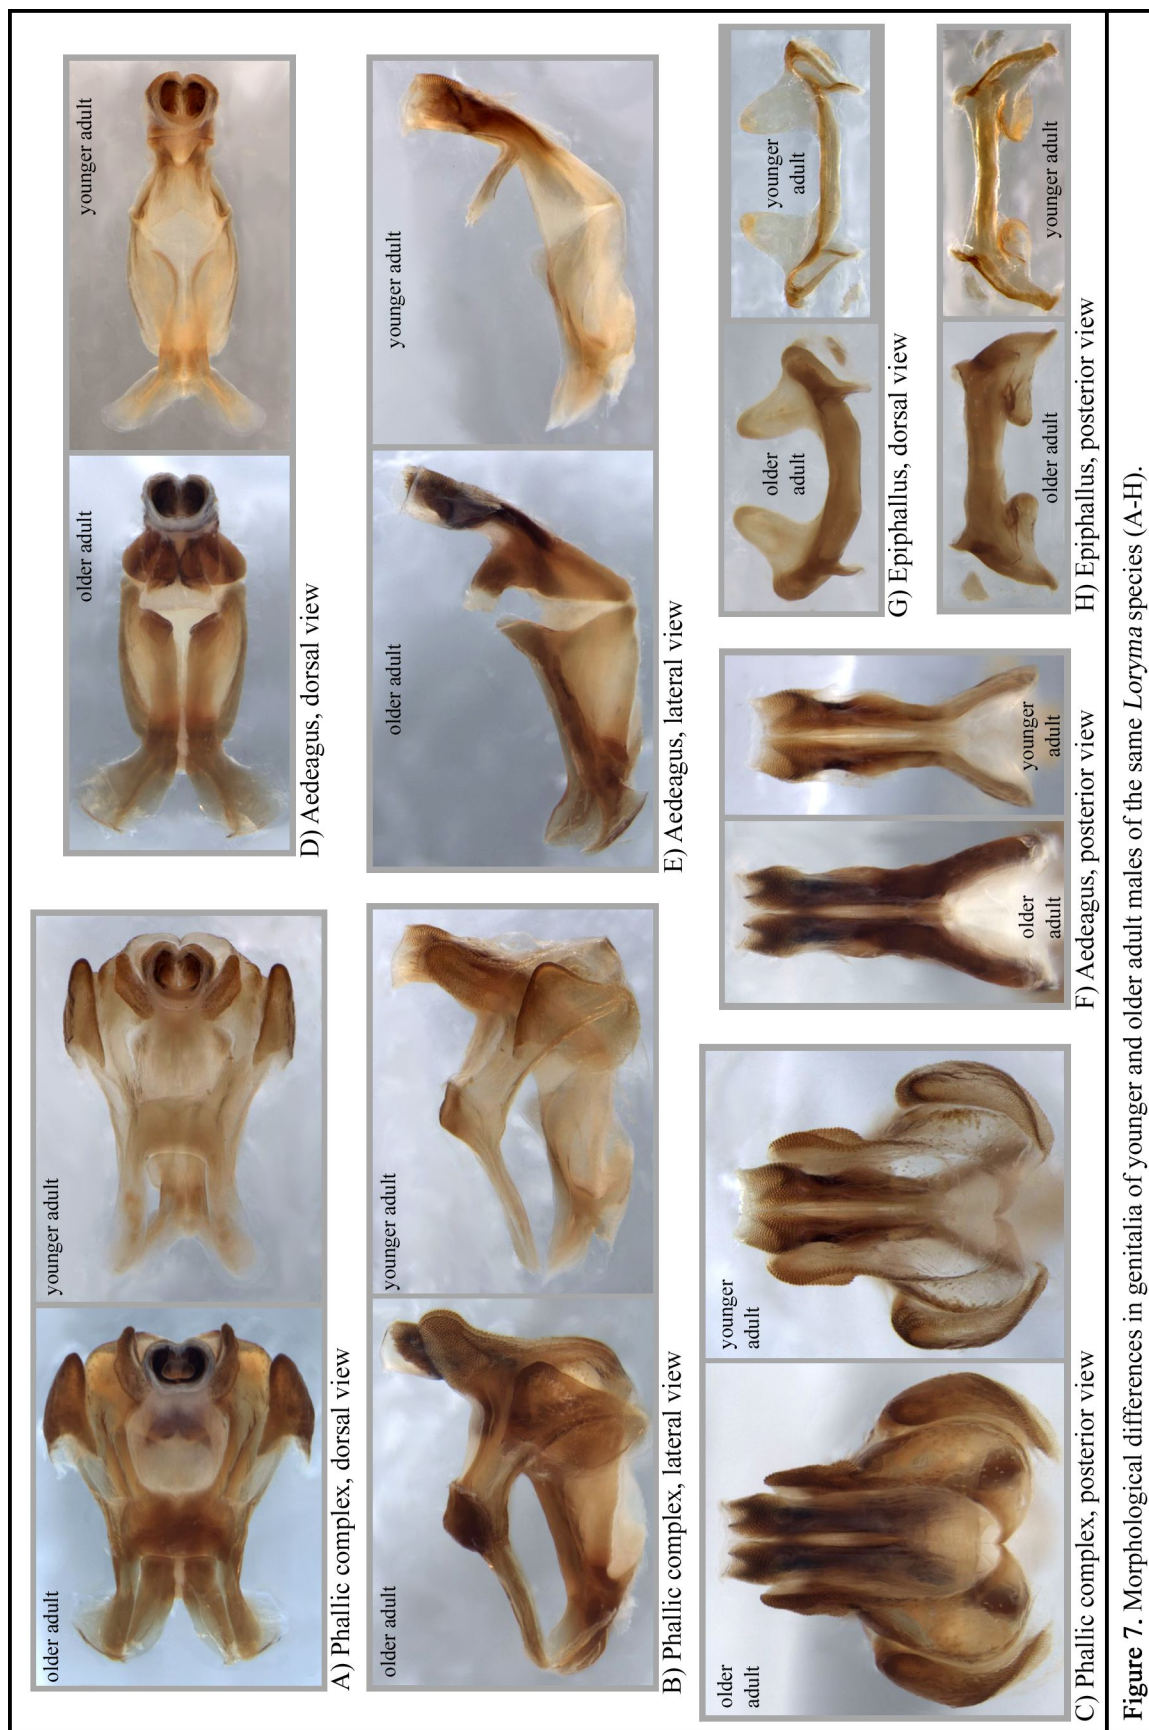 older adult
younger adult
A) Phallic complex, dorsal view
older adult
younger adult
B) Phallic complex, lateral view
older
adult
younger
adult
C) Phallic complex, posterior view
older adult
younger adult
D) Aedeagus, dorsal view
older adult
younger adult
E) Aedeagus, lateral view
older
adult
younger
adult
F) Aedeagus, posterior view
older
adult
younger
adult
G) Epiphallus, dorsal view
older adult
younger adult
H) Epiphallus, posterior view
Figure 7. Morphological differences in genitalia of younger and older adult males of the same Loryma species (A-H).